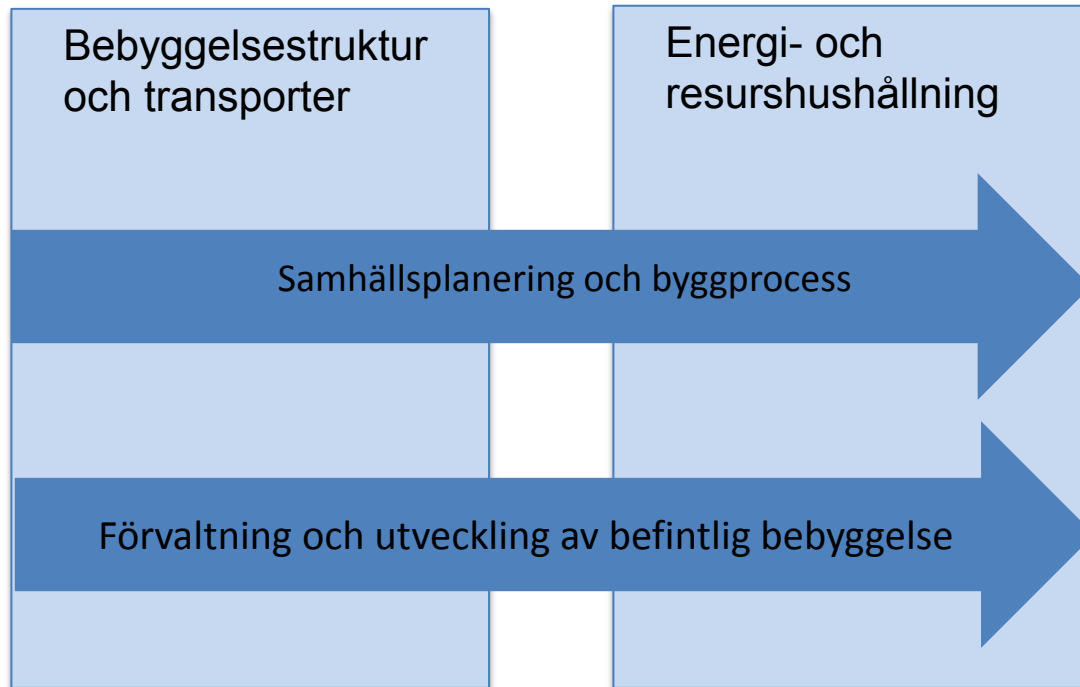 Bebyggelsestruktur
och transporter
Energi- och
resurshushållning
Samhällsplanering och byggprocess
Förvaltning och utveckling av befintlig bebyggelse